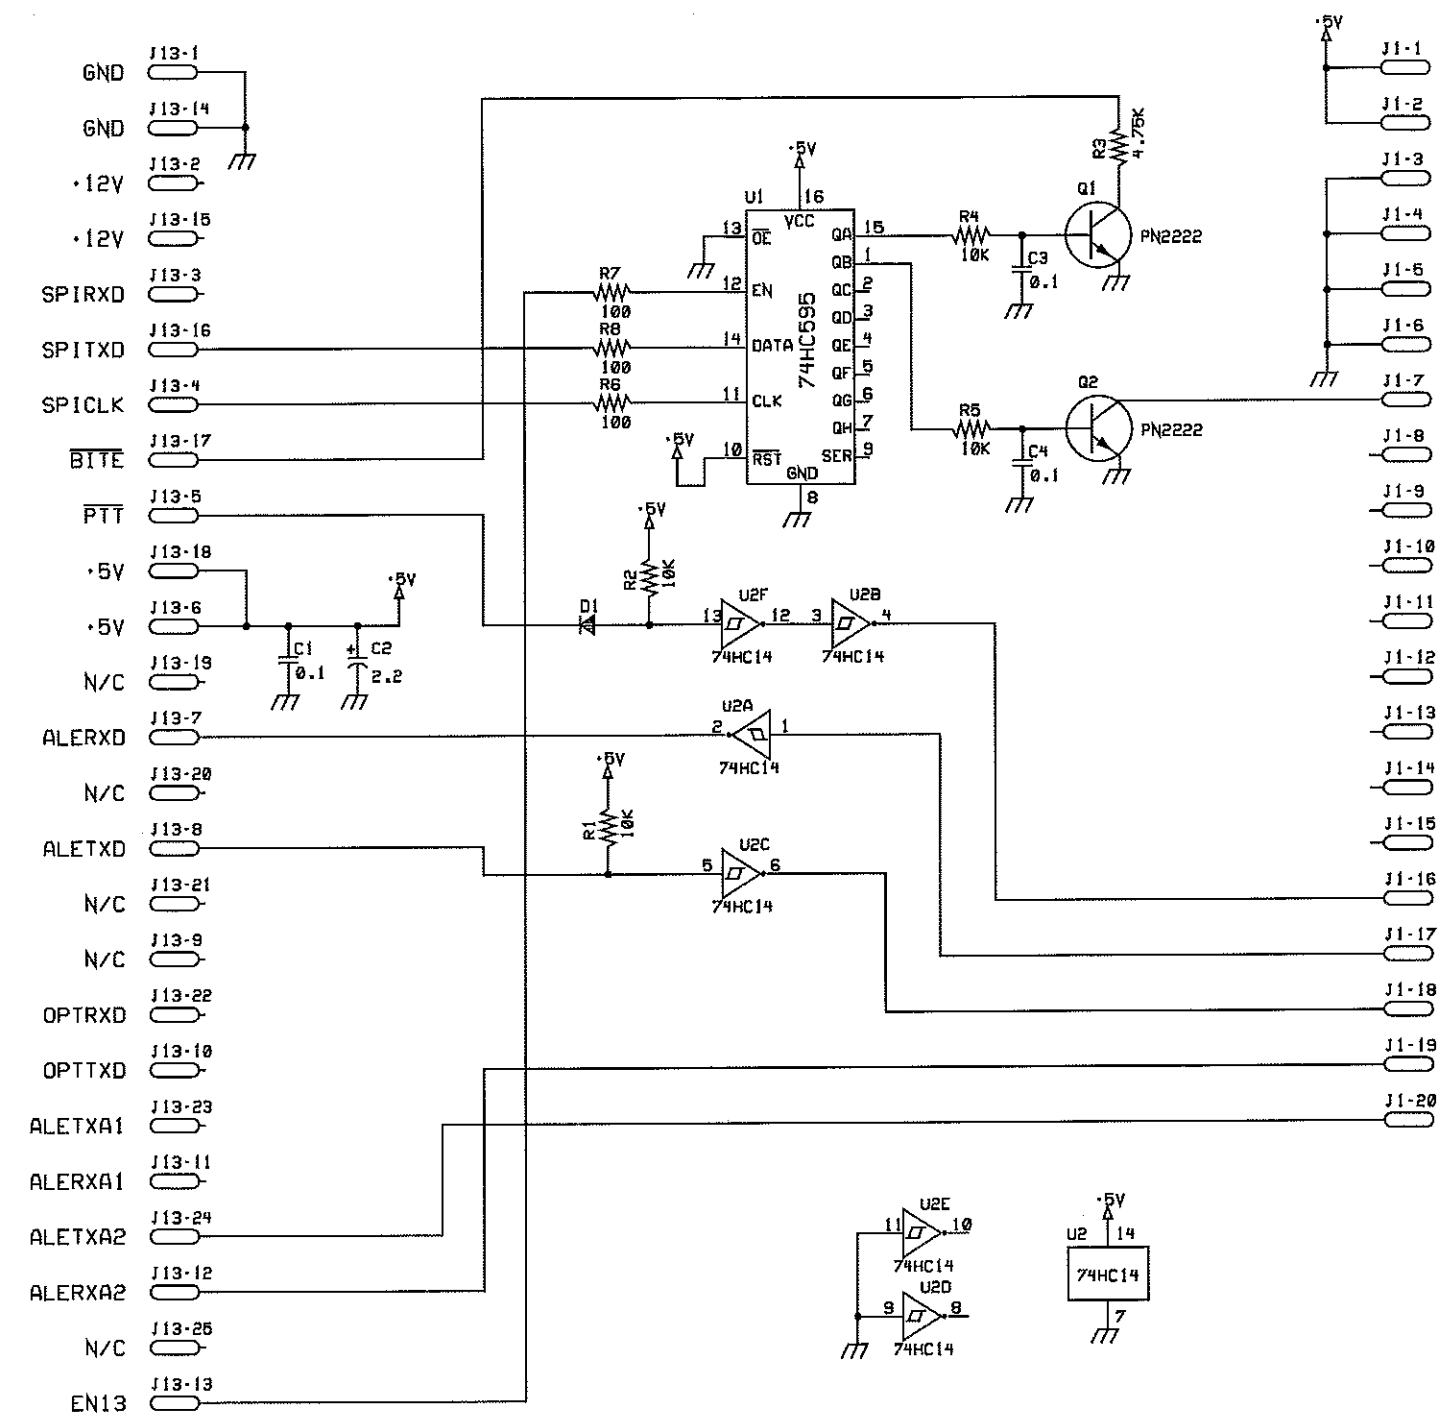 J13-1
GND
J13-14
GND
J13-2
+12V
J13-15
+12V
J13-3
SPIRXD
J13-16
SPITXD
J13-4
SPICLK
J13-17
BITE
J13-5
PTT
J13-18
+5V
J13-6
+5V
J13-19
N/C
J13-7
ALERXD
J13-20
N/C
J13-8
ALETXD
J13-21
N/C
J13-9
N/C
J13-22
OPTRXD
J13-10
OPTTXD
J13-23
ALETXA1
J13-11
ALERXA1
J13-24
ALETXA2
J13-12
ALERXA2
J13-25
N/C
J13-13
EN13
+5V
C1
0.1
+
C2
2.2
R7
100
R8
100
R6
100
+5V
+5V
U1
16
VCC
13
OE
12
EN
14
DATA
11
CLK
10
RST
GND
8
74HC595
QA
15
QB
1
QC
2
QD
3
QE
4
QF
5
QG
6
QH
7
SER
9
R3
4.75K
R4
10K
C3
0.1
Q1
PN2222
R5
10K
C4
0.1
Q2
PN2222
+5V
R2
10K
D1
U2F
13
12
74HC14
U2B
3
4
74HC14
U2A
2
1
74HC14
+5V
R1
10K
U2C
5
6
74HC14
U2E
11
10
74HC14
U2D
9
8
74HC14
+5V
U2
14
74HC14
7
+5V
J1-1
J1-2
J1-3
J1-4
J1-5
J1-6
J1-7
J1-8
J1-9
J1-10
J1-11
J1-12
J1-13
J1-14
J1-15
J1-16
J1-17
J1-18
J1-19
J1-20